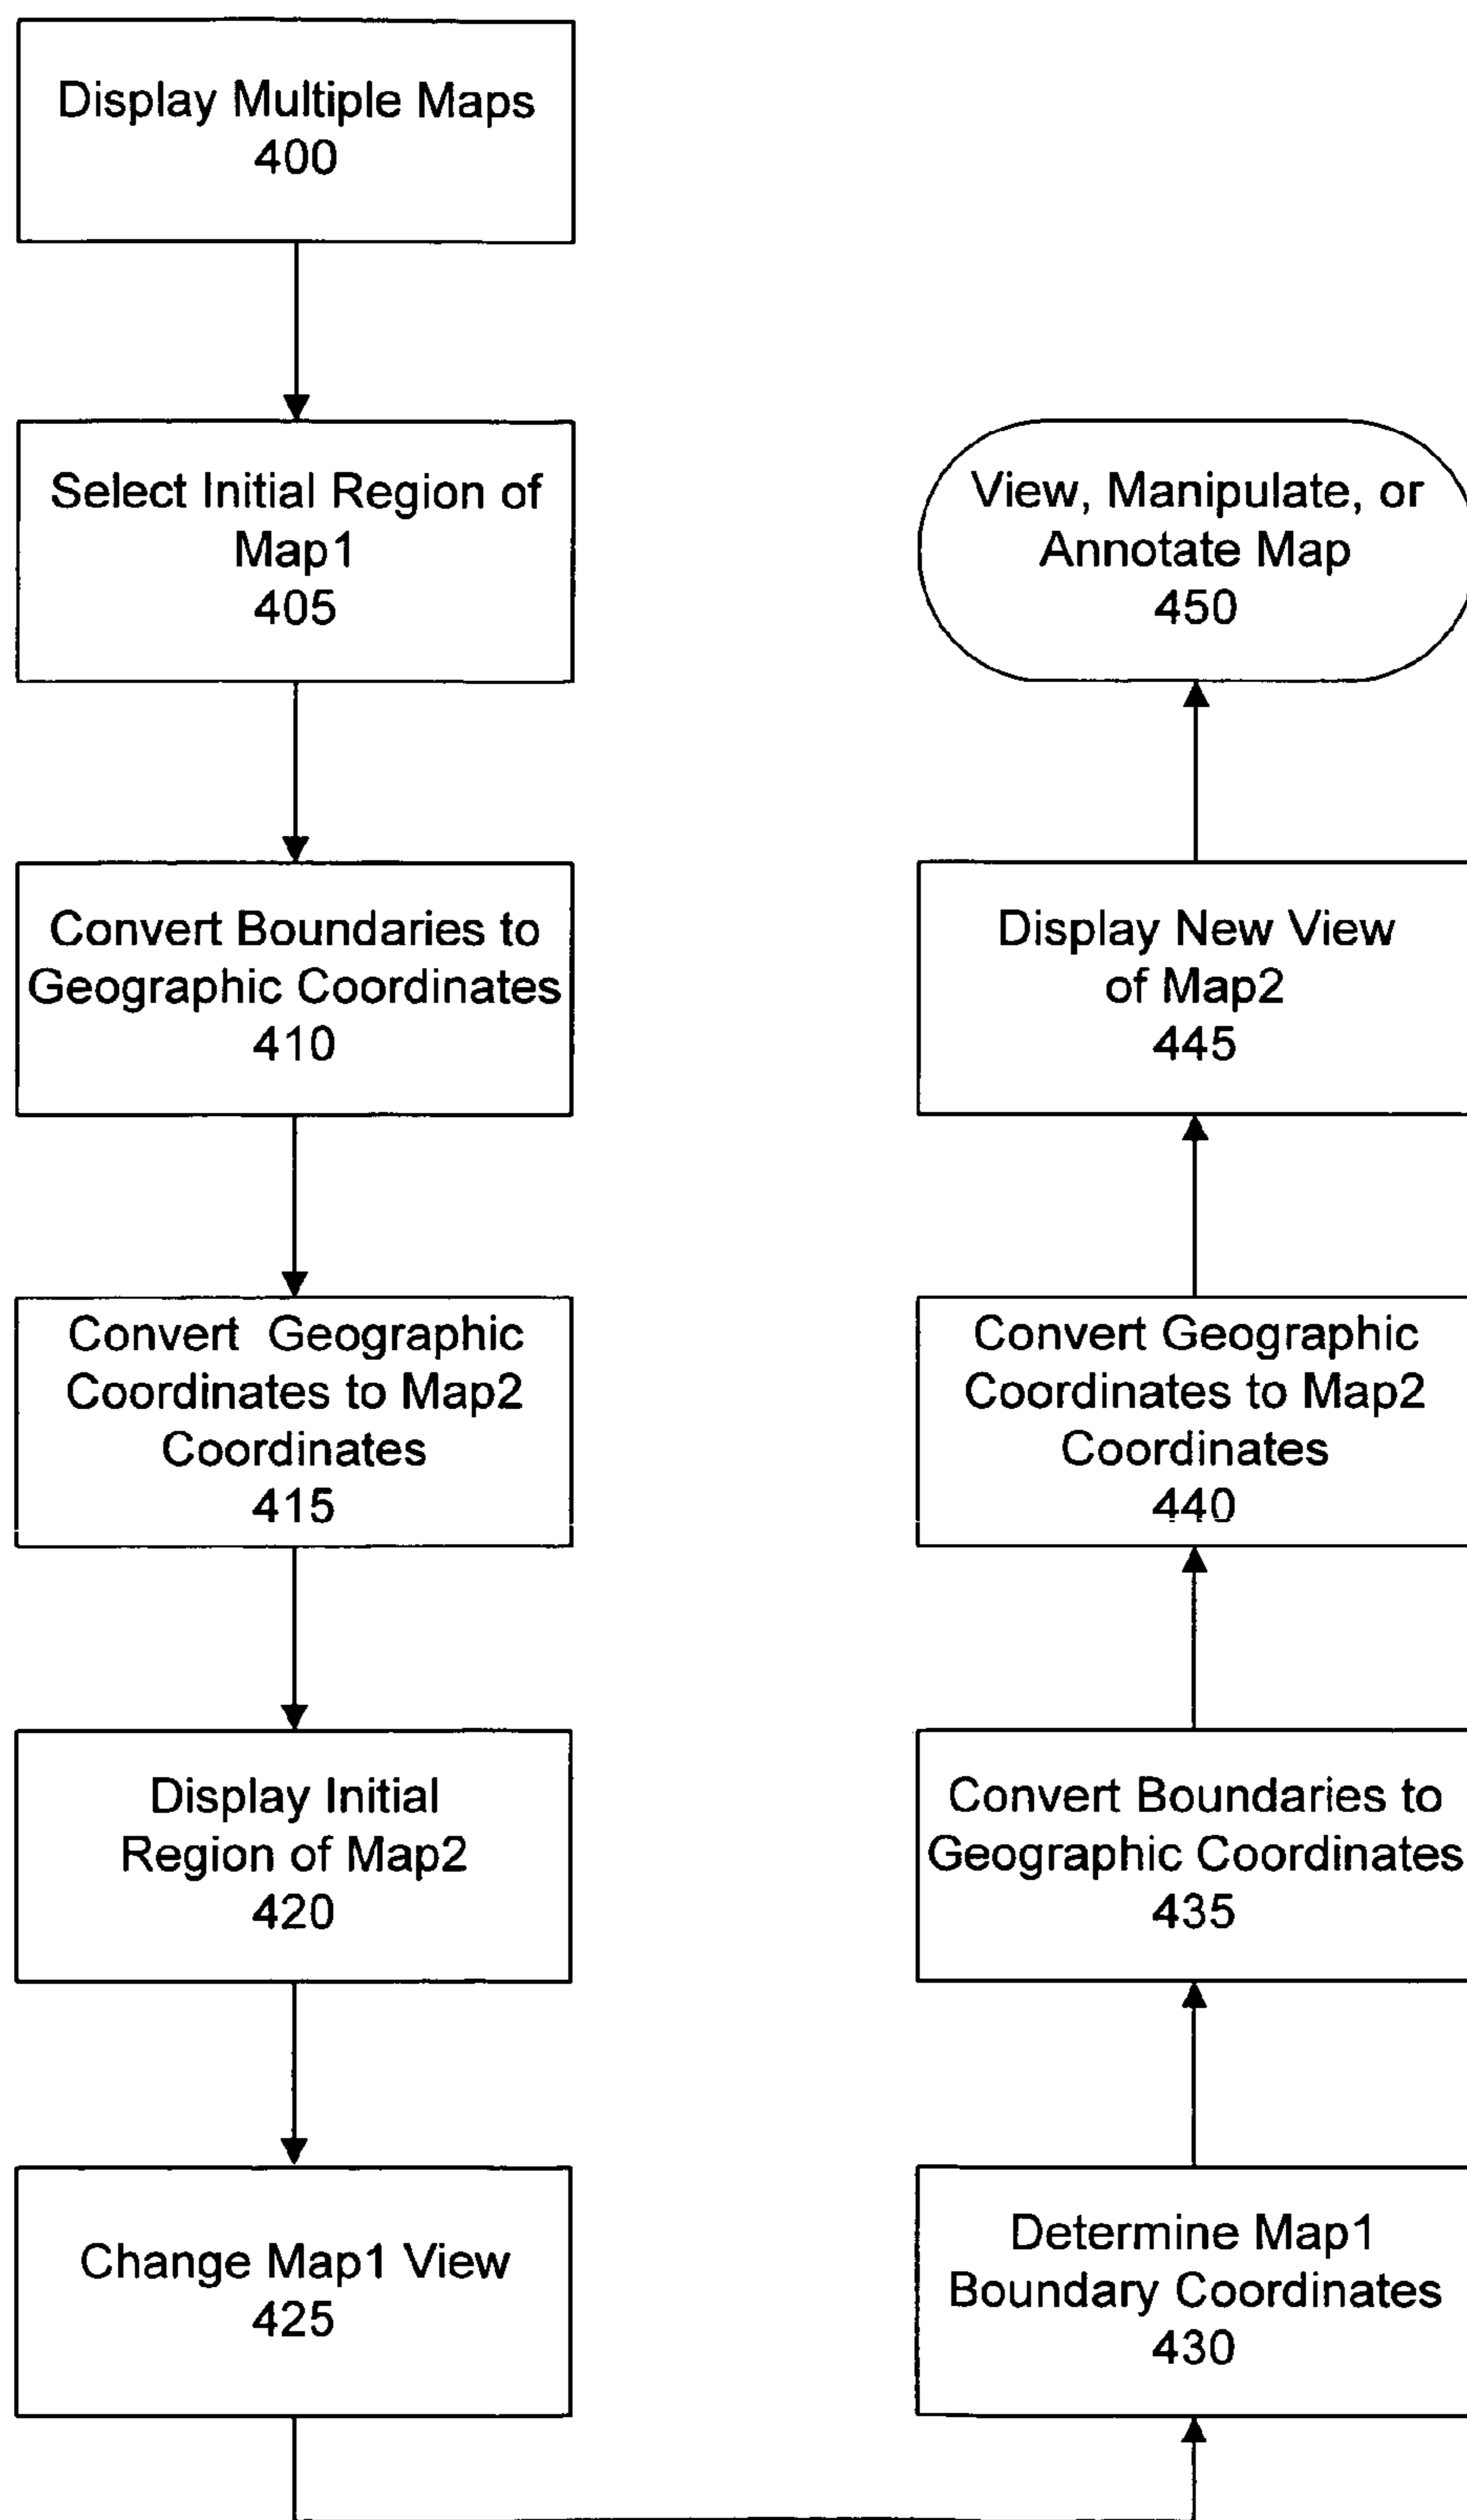 Display Multiple Maps
400
Select Initial Region of
Map1
405
Convert Boundaries to
Geographic Coordinates
410
Convert Geographic
Coordinates to Map2
Coordinates
415
Display Initial
Region of Map2
420
Change Map1 View
425
Determine Map1
Boundary Coordinates
430
Convert Boundaries to
Geographic Coordinates
435
Convert Geographic
Coordinates to Map2
Coordinates
440
Display New View
of Map2
445
View, Manipulate, or
Annotate Map
450